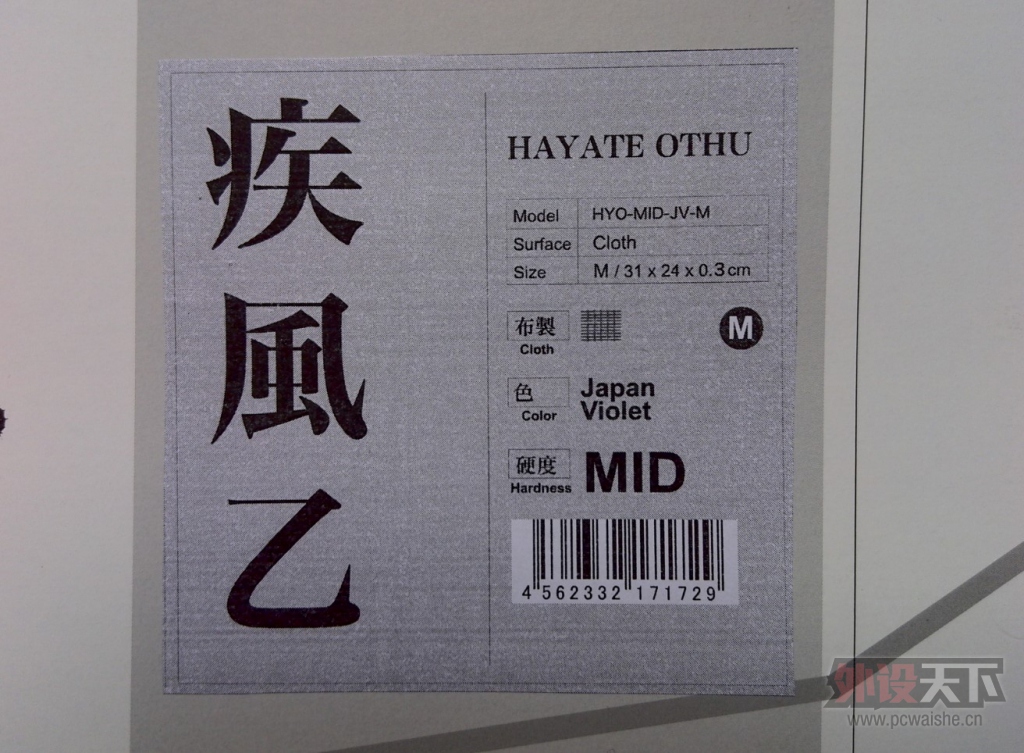 疾風乙
HAYATE OTHU
Model HYO-MID-JV-M
Surface Cloth
Size M / 31 x 24 x 0.3 cm
布製
Cloth
M
色
Color
Japan
Violet
硬度
Hardness
MID
4 562332 171729
外设天下
www.pcwaishe.cn